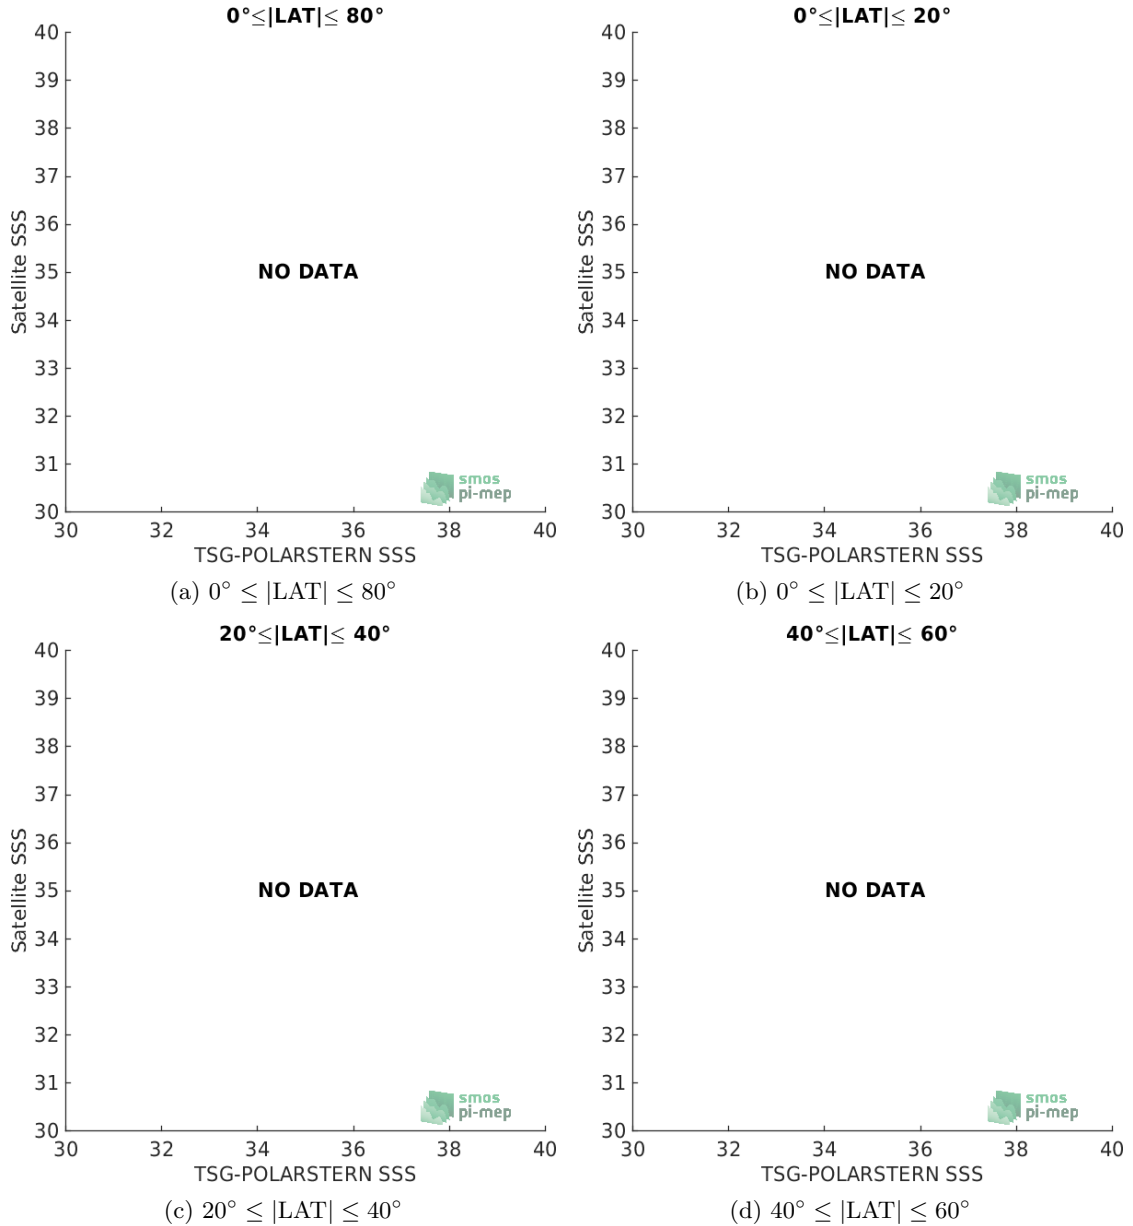 0°≤|LAT|≤ 80°
40
39
38
37
36
35
34
33
32
31
30
Satellite SSS
NO DATA
smos
pi-mep
30 32 34 36 38 40
TSG-POLARSTERN SSS
(a) 0° ≤ |LAT| ≤ 80°
0°≤|LAT|≤ 20°
40
39
38
37
36
35
34
33
32
31
30
Satellite SSS
NO DATA
smos
pi-mep
30 32 34 36 38 40
TSG-POLARSTERN SSS
(b) 0° ≤ |LAT| ≤ 20°
20°≤|LAT|≤ 40°
40
39
38
37
36
35
34
33
32
31
30
Satellite SSS
NO DATA
smos
pi-mep
30 32 34 36 38 40
TSG-POLARSTERN SSS
(c) 20° ≤ |LAT| ≤ 40°
40°≤|LAT|≤ 60°
40
39
38
37
36
35
34
33
32
31
30
Satellite SSS
NO DATA
smos
pi-mep
30 32 34 36 38 40
TSG-POLARSTERN SSS
(d) 40° ≤ |LAT| ≤ 60°